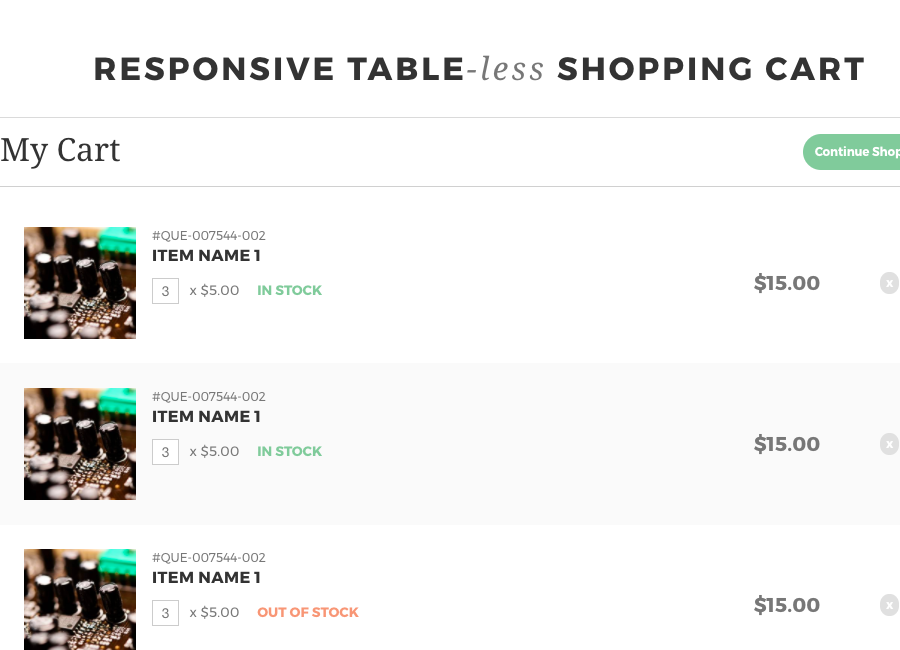 RESPONSIVE TABLE-less SHOPPING CART
My Cart
Continue Shop
#QUE-007544-002
ITEM NAME 1
3 x $5.00 IN STOCK
$15.00
x
#QUE-007544-002
ITEM NAME 1
3 x $5.00 IN STOCK
$15.00
x
#QUE-007544-002
ITEM NAME 1
3 x $5.00 OUT OF STOCK
$15.00
x